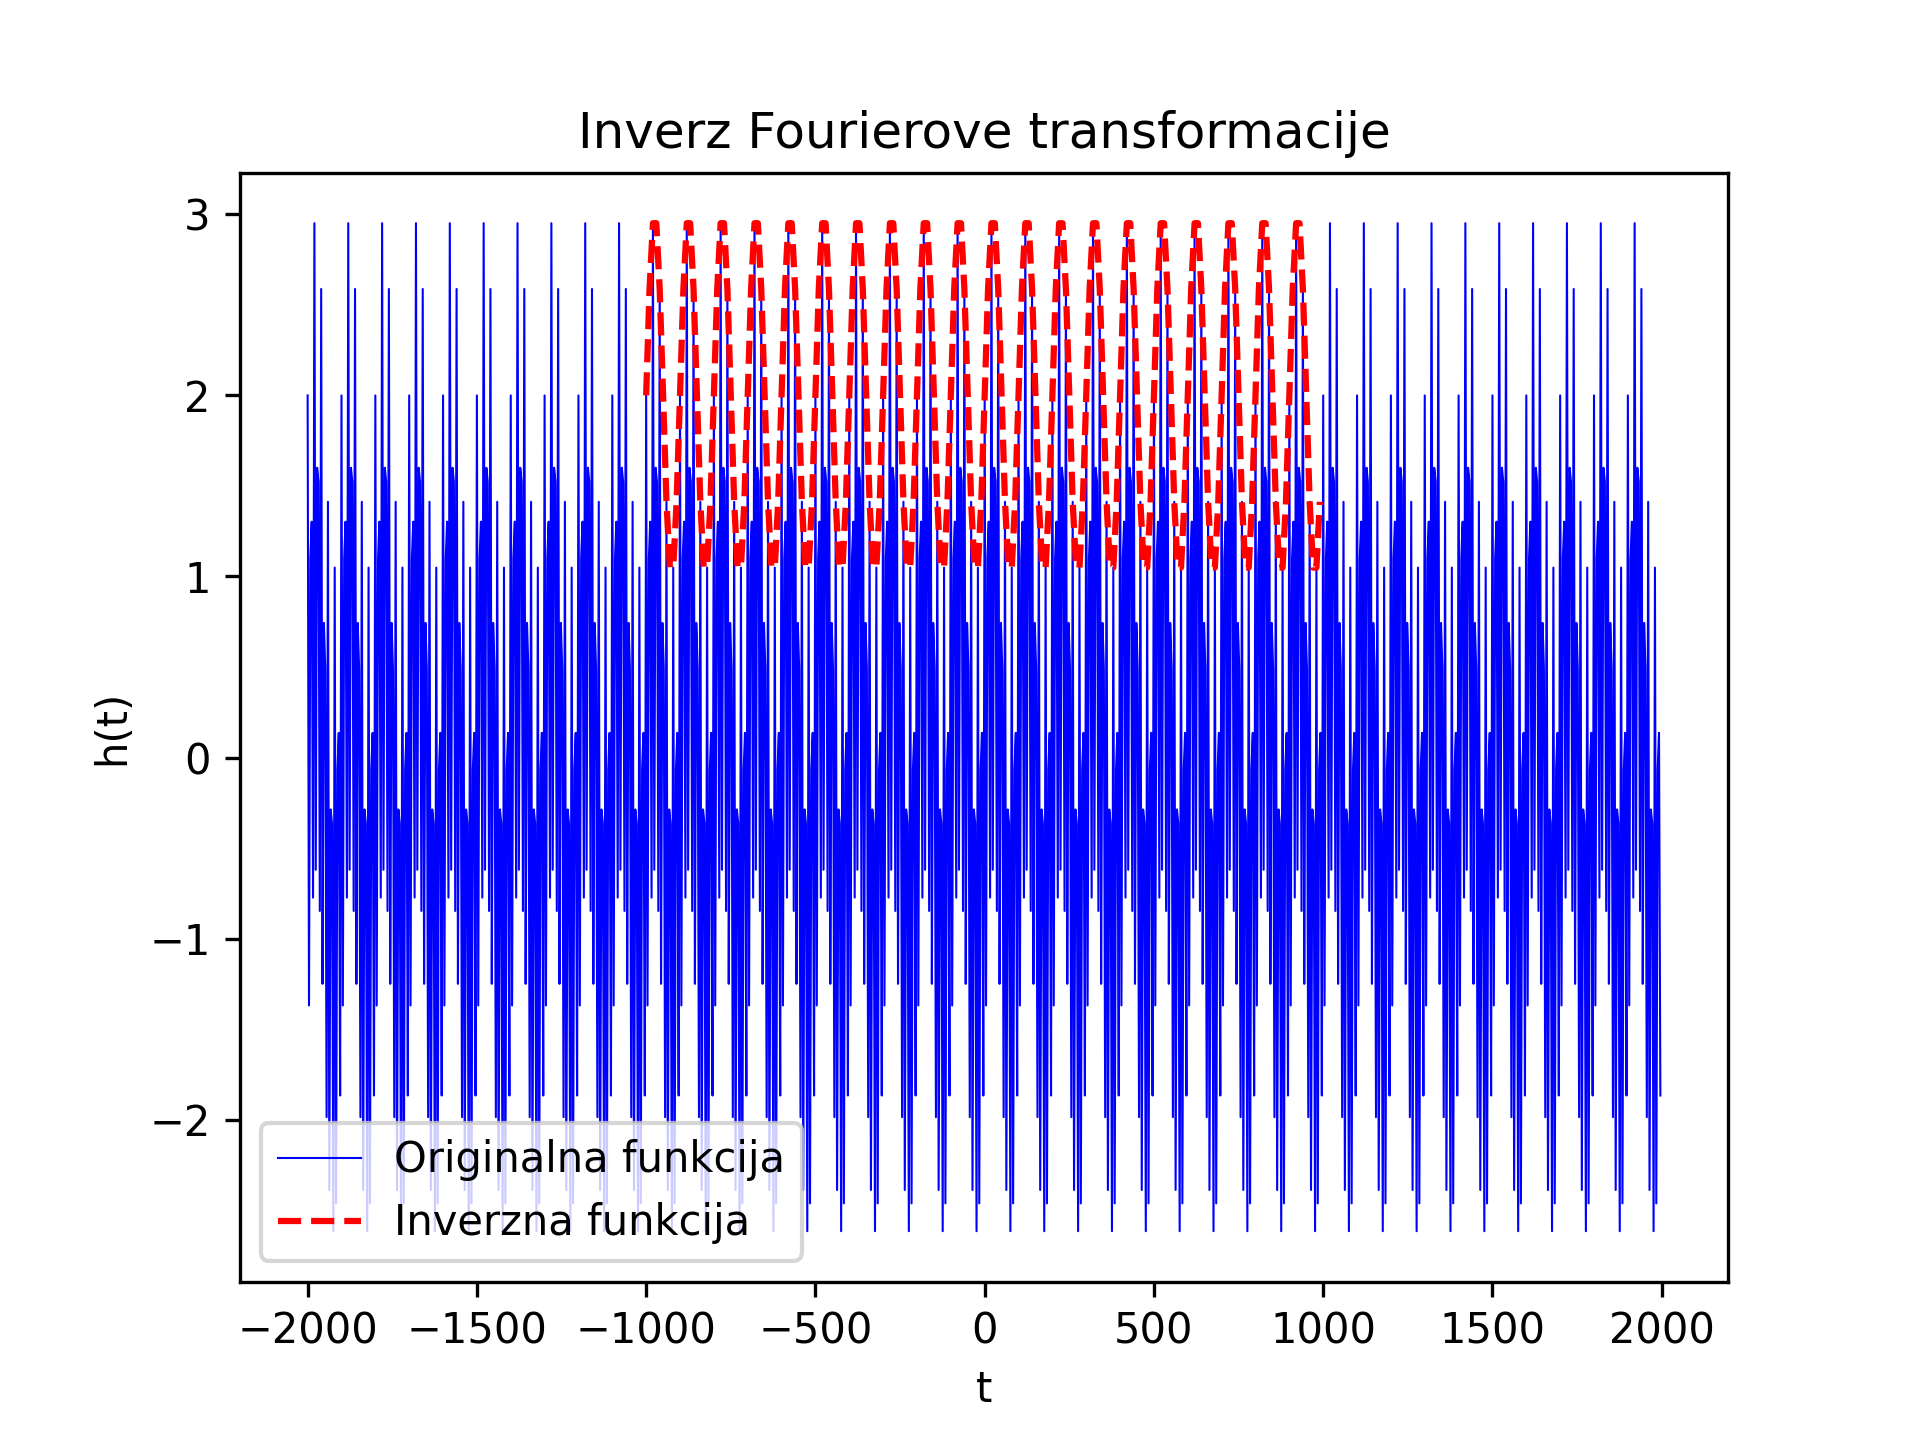 Inverz Fourierove transformacije
3
2
1
0
−1
−2
h(t)
Originalna funkcija
Inverzna funkcija
−2000 −1500 −1000 −500 0 500 1000 1500 2000
t